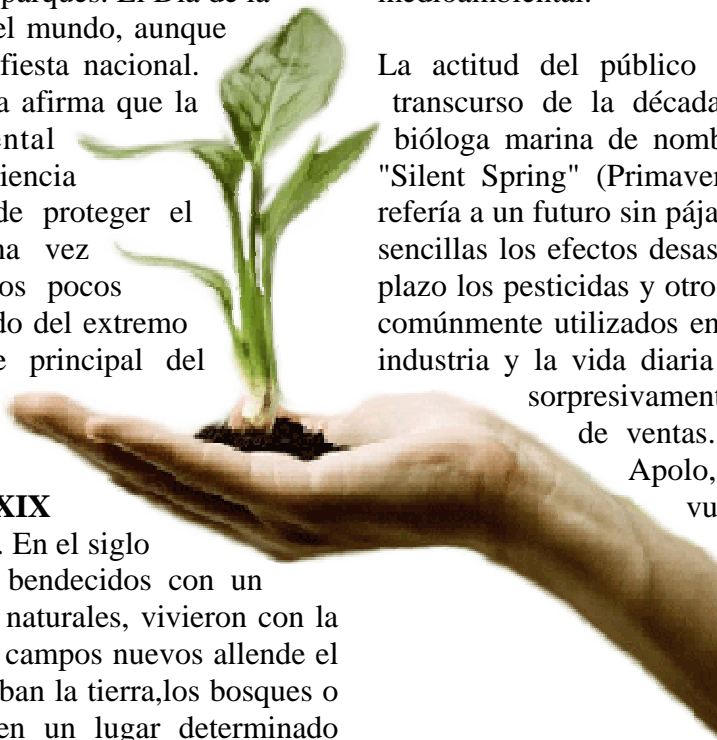 parques. El Día de la
el mundo, aunque
fiesta nacional.
a afirma que la
ental
iencia
de proteger el
na vez
os pocos
do del extremo
e principal del
XIX
. En el siglo
bendecidos con un
naturales, vivieron con la
campos nuevos allende el
ban la tierra,los bosques o
en un lugar determinado
medioambiental.
La actitud del público
transcurso de la década
bióloga marina de nomb
"Silent Spring" (Primaver
refería a un futuro sin pája
sencillas los efectos desas
plazo los pesticidas y otro
comúnmente utilizados en
industria y la vida diaria
sorpresivament
de ventas.
Apolo,
vu